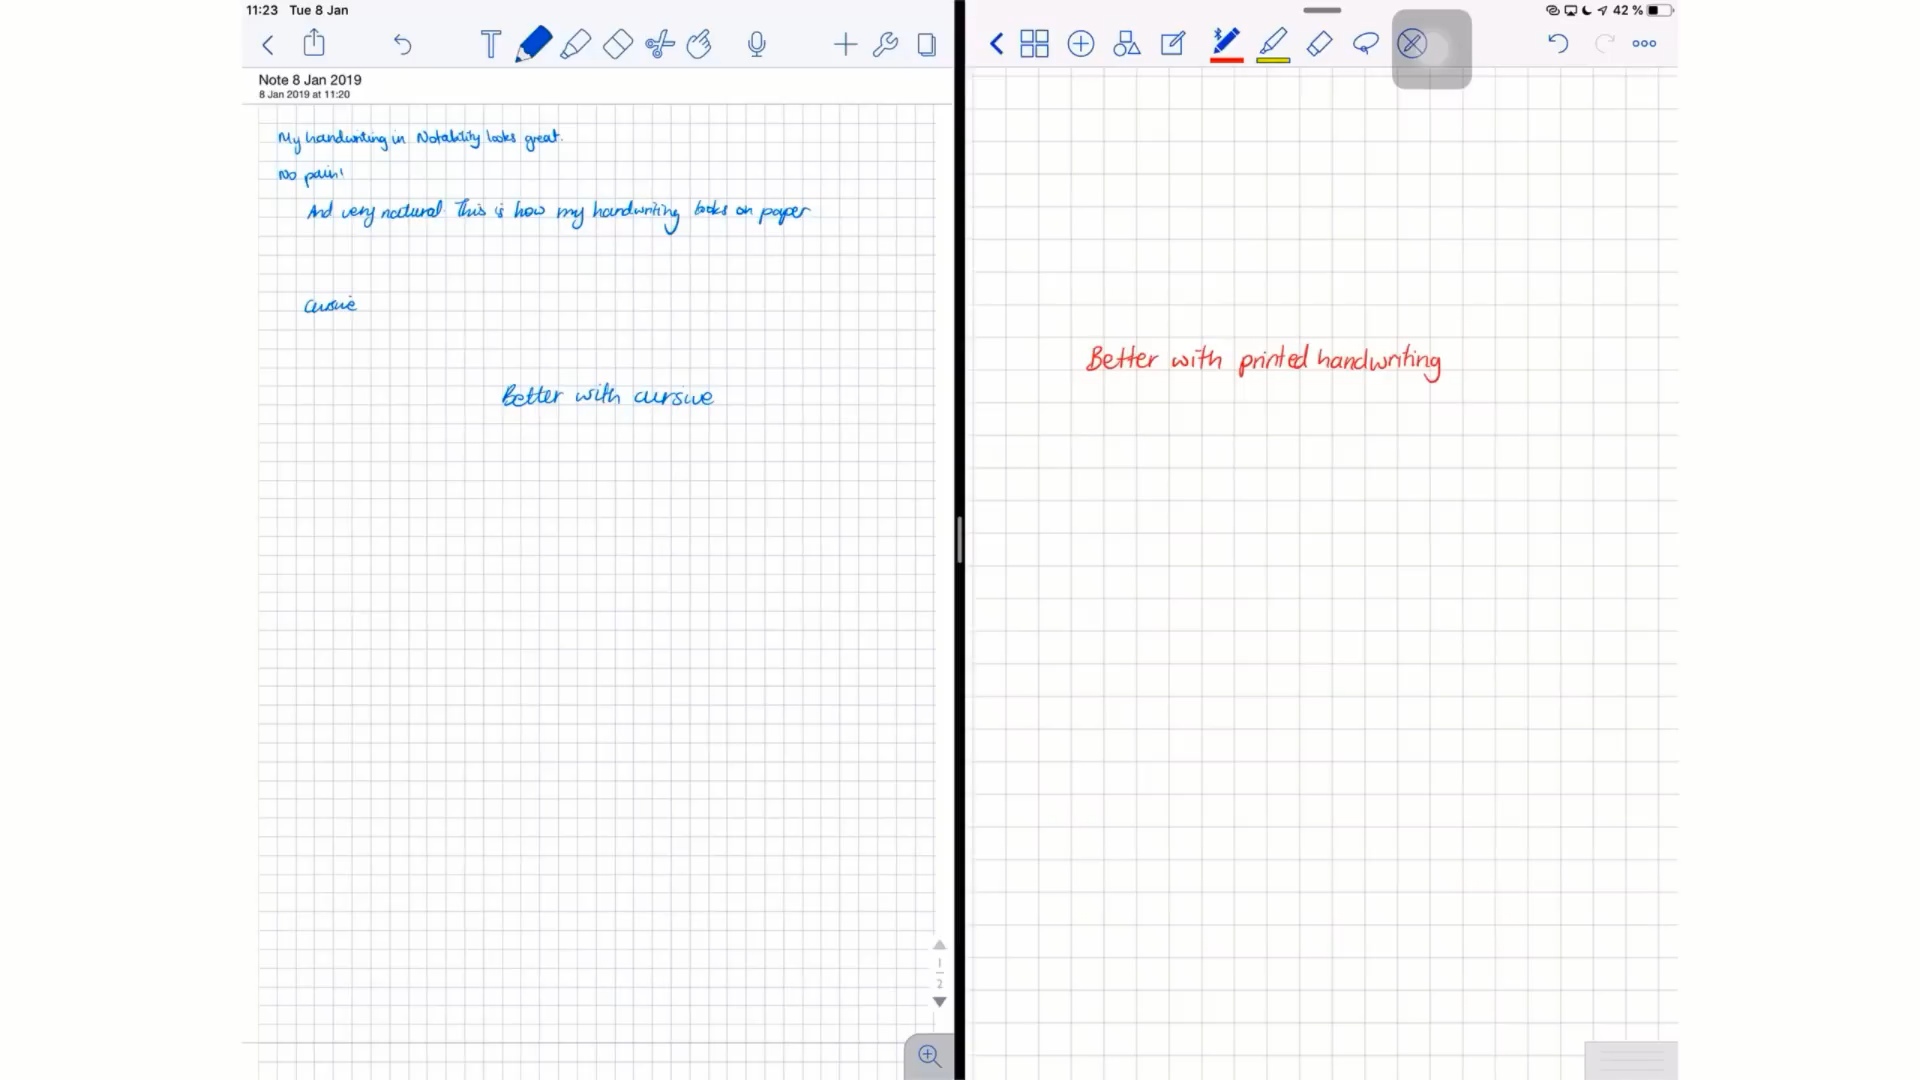 11:23 Tue 8 Jan
42 %
T
Note 8 Jan 2019
8 Jan 2019 at 11:20
My handwriting in Notability looks great.
No pain!
And very natural. This is how my handwriting looks on paper
cursive
Better with cursive
Better with printed handwriting
1
2